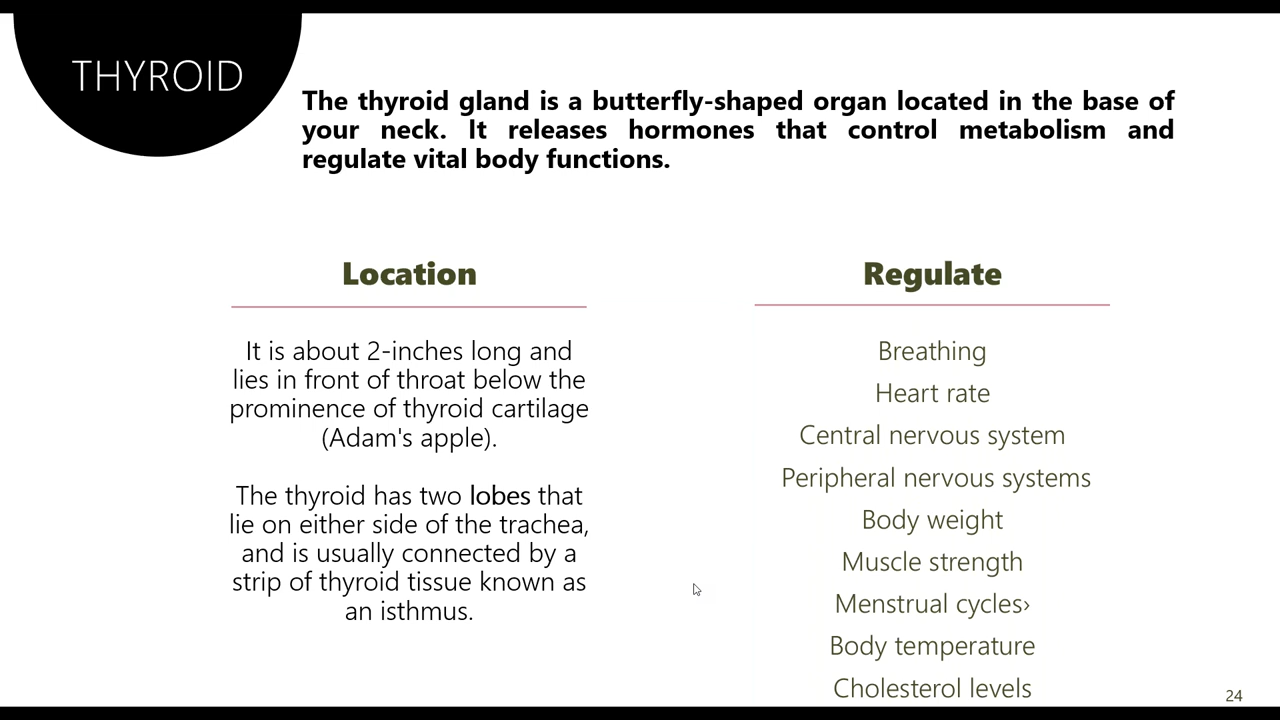 THYROID
The thyroid gland is a butterfly-shaped organ located in the base of
your neck. It releases hormones that control metabolism and
regulate vital body functions.
Location
It is about 2-inches long and
lies in front of throat below the
prominence of thyroid cartilage
(Adam's apple).
The thyroid has two lobes that
lie on either side of the trachea,
and is usually connected by a
strip of thyroid tissue known as
an isthmus.
Regulate
Breathing
Heart rate
Central nervous system
Peripheral nervous systems
Body weight
Muscle strength
Menstrual cycles›
Body temperature
Cholesterol levels
24